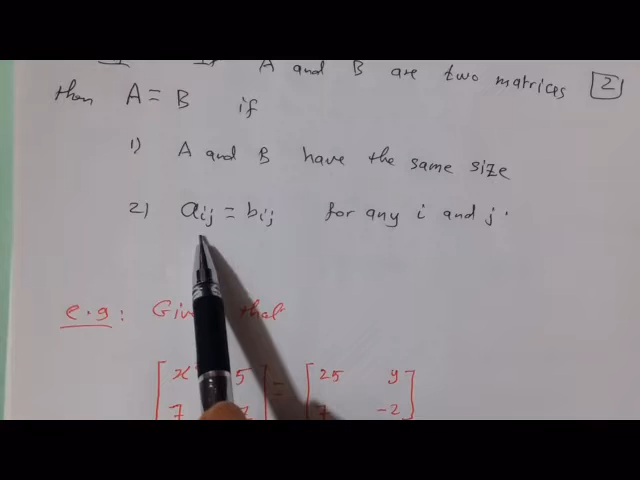 A and B are two matrices 2
then A = B if
1) A and B have the same size
2) aij = bij for any i and j.
e.g: Given that
x 5 = 25 y
7 7 -2